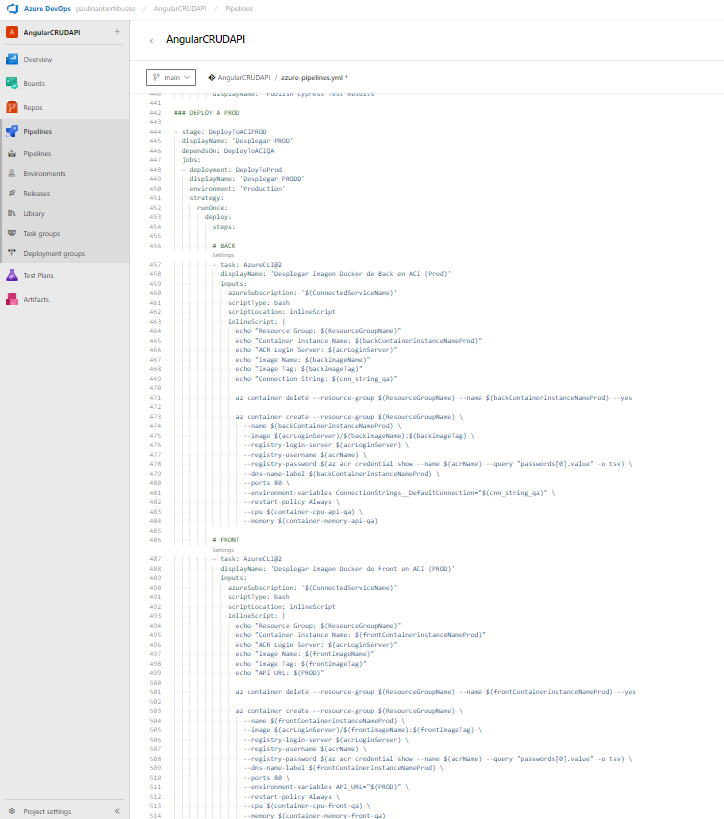 Azure DevOps paulinaobertibusso / AngularCRUDAPI / Pipelines
AngularCRUDAPI +
Overview
Boards
Repos
Pipelines
Pipelines
Environments
Releases
Library
Task groups
Deployment groups
Test Plans
Artifacts
Project settings «
← AngularCRUDAPI
main
AngularCRUDAPI / azure-pipelines.yml *
440 displayName: 'Publish Cypress Test Results'
441
442 ### DEPLOY A PROD
443
444 - stage: DeployToACIPROD
445 displayName: 'Desplegar PROD'
446 dependsOn: DeployToACIQA
447 jobs:
448 - deployment: DeployToProd
449 displayName: 'Desplegar PRODD'
450 environment: 'Production'
451 strategy:
452 runOnce:
453 deploy:
454 steps:
455
456 # BACK
Settings
457 - task: AzureCLI@2
458 displayName: 'Desplegar Imagen Docker de Back en ACI (Prod)'
459 inputs:
460 azureSubscription: '$(ConnectedServiceName)'
461 scriptType: bash
462 scriptLocation: inlineScript
463 inlineScript: |
464 echo "Resource Group: $(ResourceGroupName)"
465 echo "Container Instance Name: $(backContainerInstanceNameProd)"
466 echo "ACR Login Server: $(acrLoginServer)"
467 echo "Image Name: $(backImageName)"
468 echo "Image Tag: $(backImageTag)"
469 echo "Connection String: $(cnn_string_qa)"
470
471 az container delete --resource-group $(ResourceGroupName) --name $(backContainerInstanceNameProd) --yes
472
473 az container create --resource-group $(ResourceGroupName) \
474 --name $(backContainerInstanceNameProd) \
475 --image $(acrLoginServer)/$(backImageName):$(backImageTag) \
476 --registry-login-server $(acrLoginServer) \
477 --registry-username $(acrName) \
478 --registry-password $(az acr credential show --name $(acrName) --query "passwords[0].value" -o tsv) \
479 --dns-name-label $(backContainerInstanceNameProd) \
480 --ports 80 \
481 --environment-variables ConnectionStrings__DefaultConnection="$(cnn_string_qa)" \
482 --restart-policy Always \
483 --cpu $(container-cpu-api-qa) \
484 --memory $(container-memory-api-qa)
485
486 # FRONT
Settings
487 - task: AzureCLI@2
488 displayName: 'Desplegar Imagen Docker de Front en ACI (PROD)'
489 inputs:
490 azureSubscription: '$(ConnectedServiceName)'
491 scriptType: bash
492 scriptLocation: inlineScript
493 inlineScript: |
494 echo "Resource Group: $(ResourceGroupName)"
495 echo "Container Instance Name: $(frontContainerInstanceNameProd)"
496 echo "ACR Login Server: $(acrLoginServer)"
497 echo "Image Name: $(frontImageName)"
498 echo "Image Tag: $(frontImageTag)"
499 echo "API URL: $(PROD)"
500
501 az container delete --resource-group $(ResourceGroupName) --name $(frontContainerInstanceNameProd) --yes
502
503 az container create --resource-group $(ResourceGroupName) \
504 --name $(frontContainerInstanceNameProd) \
505 --image $(acrLoginServer)/$(frontImageName):$(frontImageTag) \
506 --registry-login-server $(acrLoginServer) \
507 --registry-username $(acrName) \
508 --registry-password $(az acr credential show --name $(acrName) --query "passwords[0].value" -o tsv) \
509 --dns-name-label $(frontContainerInstanceNameProd) \
510 --ports 80 \
511 --environment-variables API_URL="$(PROD)" \
512 --restart-policy Always \
513 --cpu $(container-cpu-front-qa) \
514 --memory $(container-memory-front-qa)